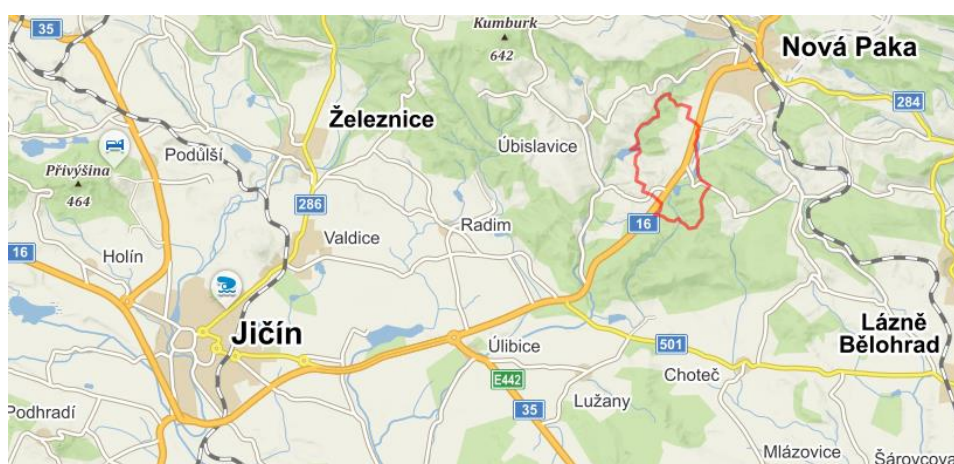 35
Kumburk
642
Nová Paka
284
Železnice
Podůlší
Úbislavice
Přivýšina
464
286
Radim
16
Valdice
16
Holín
Jičín
Lázně
Bělohrad
Úlibice
501
Choteč
E442
35
Lužany
Podhradí
Mlázovice
Šárovcova